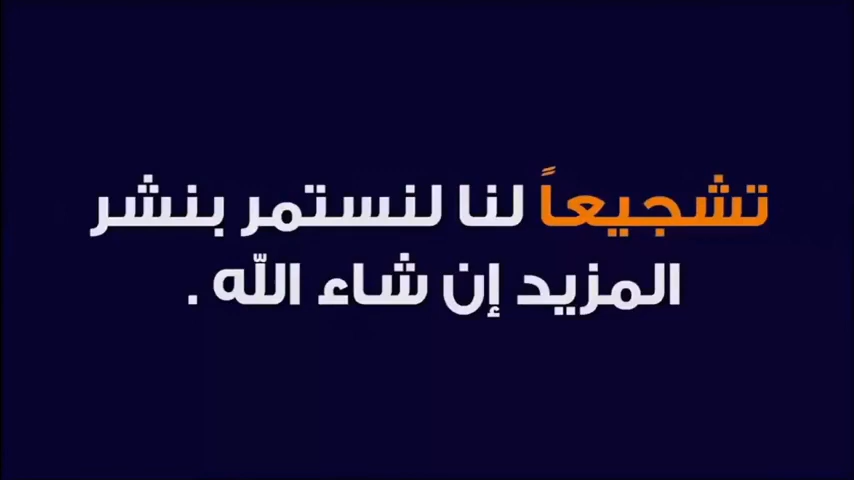 تشجيعاً لنا لنستمر بنشر
المزيد إن شاء الله .